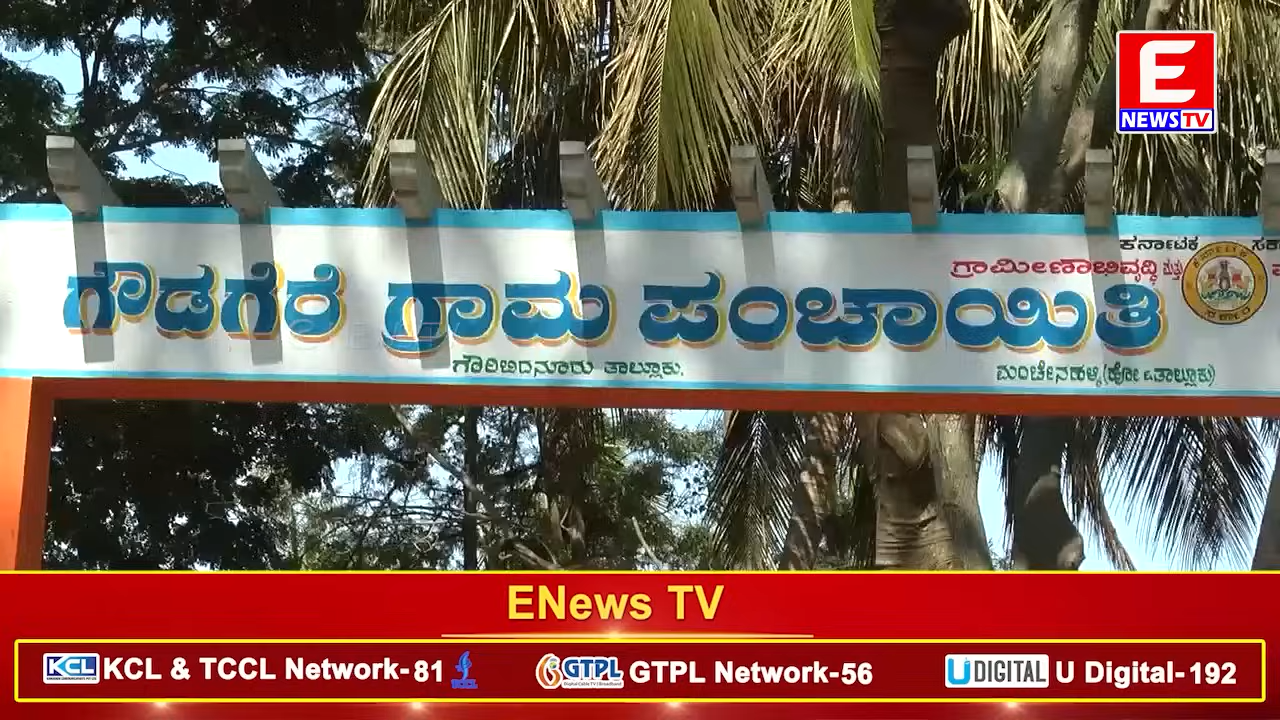 E
NEWS TV
ಕರ್ನಾಟಕ
ಗ್ರಾಮೀಣಾಭಿವೃದ್ಧಿ ಮತ್ತು
ಗೌಡಗೆರೆ ಗ್ರಾಮ ಪಂಚಾಯಿತಿ
ಗೌರಿಬಿದನೂರು ತಾಲ್ಲೂಕು.
ಮಂಚೇನಹಳ್ಳಿ (ಹೋ ಒ.ತಾಲ್ಲೂಕು)
ENews TV
KCL KCL & TCCL Network-81
GTPL GTPL Network-56
U DIGITAL U Digital-192